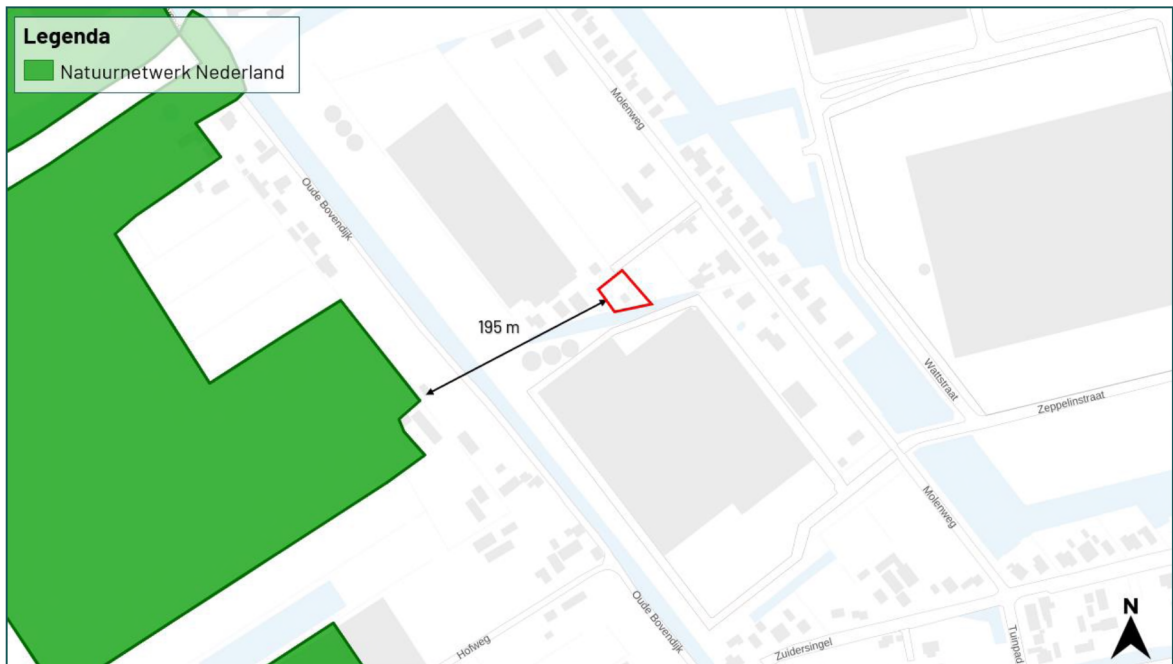 Legenda
Natuurnetwerk Nederland
Molenweg
Oude Bovendijk
195 m
Wattstraat
Zeppelinstraat
Molenweg
Oude Bovendijk
Hofweg
Zuidersingel
Tuinpad
N